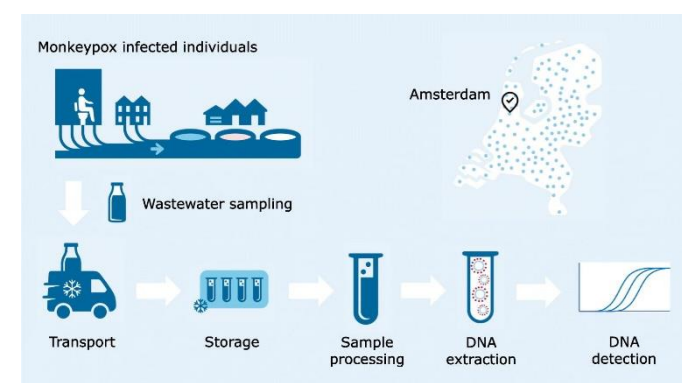 Monkeypox infected individuals
Amsterdam
Wastewater sampling
Transport
Storage
Sample
processing
DNA
extraction
DNA
detection